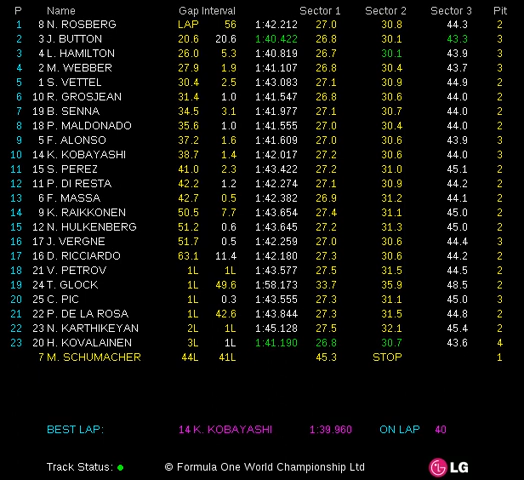 P Name Gap Interval Sector 1 Sector 2 Sector 3 Pit
1 8 N. ROSBERG LAP 56 1:42.212 27.0 30.8 44.3 2
2 3 J. BUTTON 20.6 20.6 1:40.422 26.8 30.1 43.3 3
3 4 L. HAMILTON 26.0 5.3 1:40.819 26.7 30.1 43.9 3
4 2 M. WEBBER 27.9 1.9 1:41.107 26.8 30.4 43.7 3
5 1 S. VETTEL 30.4 2.5 1:43.083 27.1 30.9 44.9 2
6 10 R. GROSJEAN 31.4 1.0 1:41.547 26.8 30.6 44.0 2
7 19 B. SENNA 34.5 3.1 1:41.977 27.1 30.7 44.0 2
8 18 P. MALDONADO 35.6 1.0 1:41.555 27.0 30.4 44.0 2
9 5 F. ALONSO 37.2 1.6 1:41.609 27.0 30.6 43.9 3
10 14 K. KOBAYASHI 38.7 1.4 1:42.017 27.2 30.6 44.0 3
11 15 S. PEREZ 41.0 2.3 1:43.422 27.2 31.0 45.1 2
12 11 P. DI RESTA 42.2 1.2 1:42.274 27.1 30.9 44.2 2
13 6 F. MASSA 42.7 0.5 1:42.382 26.9 31.2 44.1 2
14 9 K. RAIKKONEN 50.5 7.7 1:43.654 27.4 31.1 45.0 2
15 12 N. HULKENBERG 51.2 0.6 1:43.645 27.2 31.3 45.0 2
16 17 J. VERGNE 51.7 0.5 1:42.259 27.0 30.6 44.4 3
17 16 D. RICCIARDO 63.1 11.4 1:42.180 27.3 30.6 44.2 2
18 21 V. PETROV 1L 1L 1:43.577 27.5 31.5 44.5 2
19 24 T. GLOCK 1L 49.6 1:58.173 33.7 35.9 48.5 2
20 25 C. PIC 1L 0.3 1:43.555 27.3 31.1 45.0 3
21 22 P. DE LA ROSA 1L 42.6 1:43.844 27.3 31.5 44.8 2
22 23 N. KARTHIKEYAN 2L 1L 1:45.128 27.5 32.1 45.4 2
23 20 H. KOVALAINEN 3L 1L 1:41.190 26.8 30.7 43.6 4
7 M. SCHUMACHER 44L 41L 45.3 STOP 1
BEST LAP: 14 K. KOBAYASHI 1:39.960 ON LAP 40
Track Status: © Formula One World Championship Ltd LG